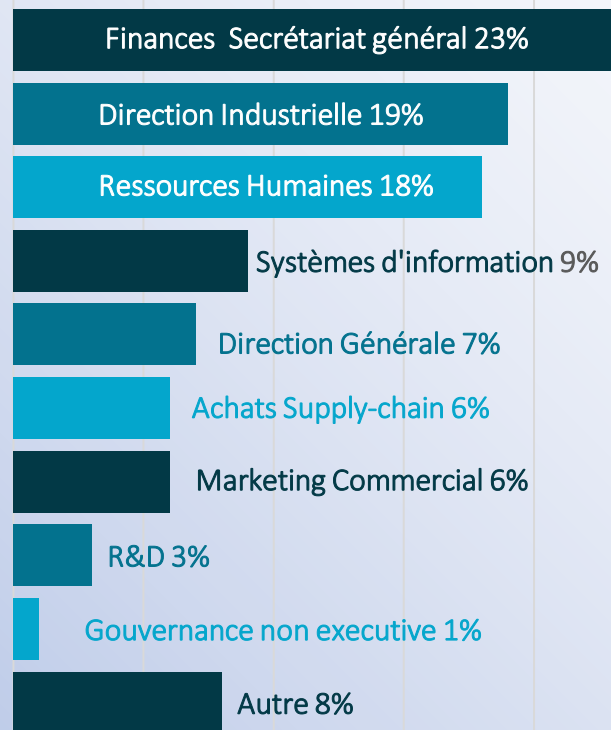 Finances Secrétariat général 23%
Direction Industrielle 19%
Ressources Humaines 18%
Systèmes d'information 9%
Direction Générale 7%
Achats Supply-chain 6%
Marketing Commercial 6%
R&D 3%
Gouvernance non executive 1%
Autre 8%